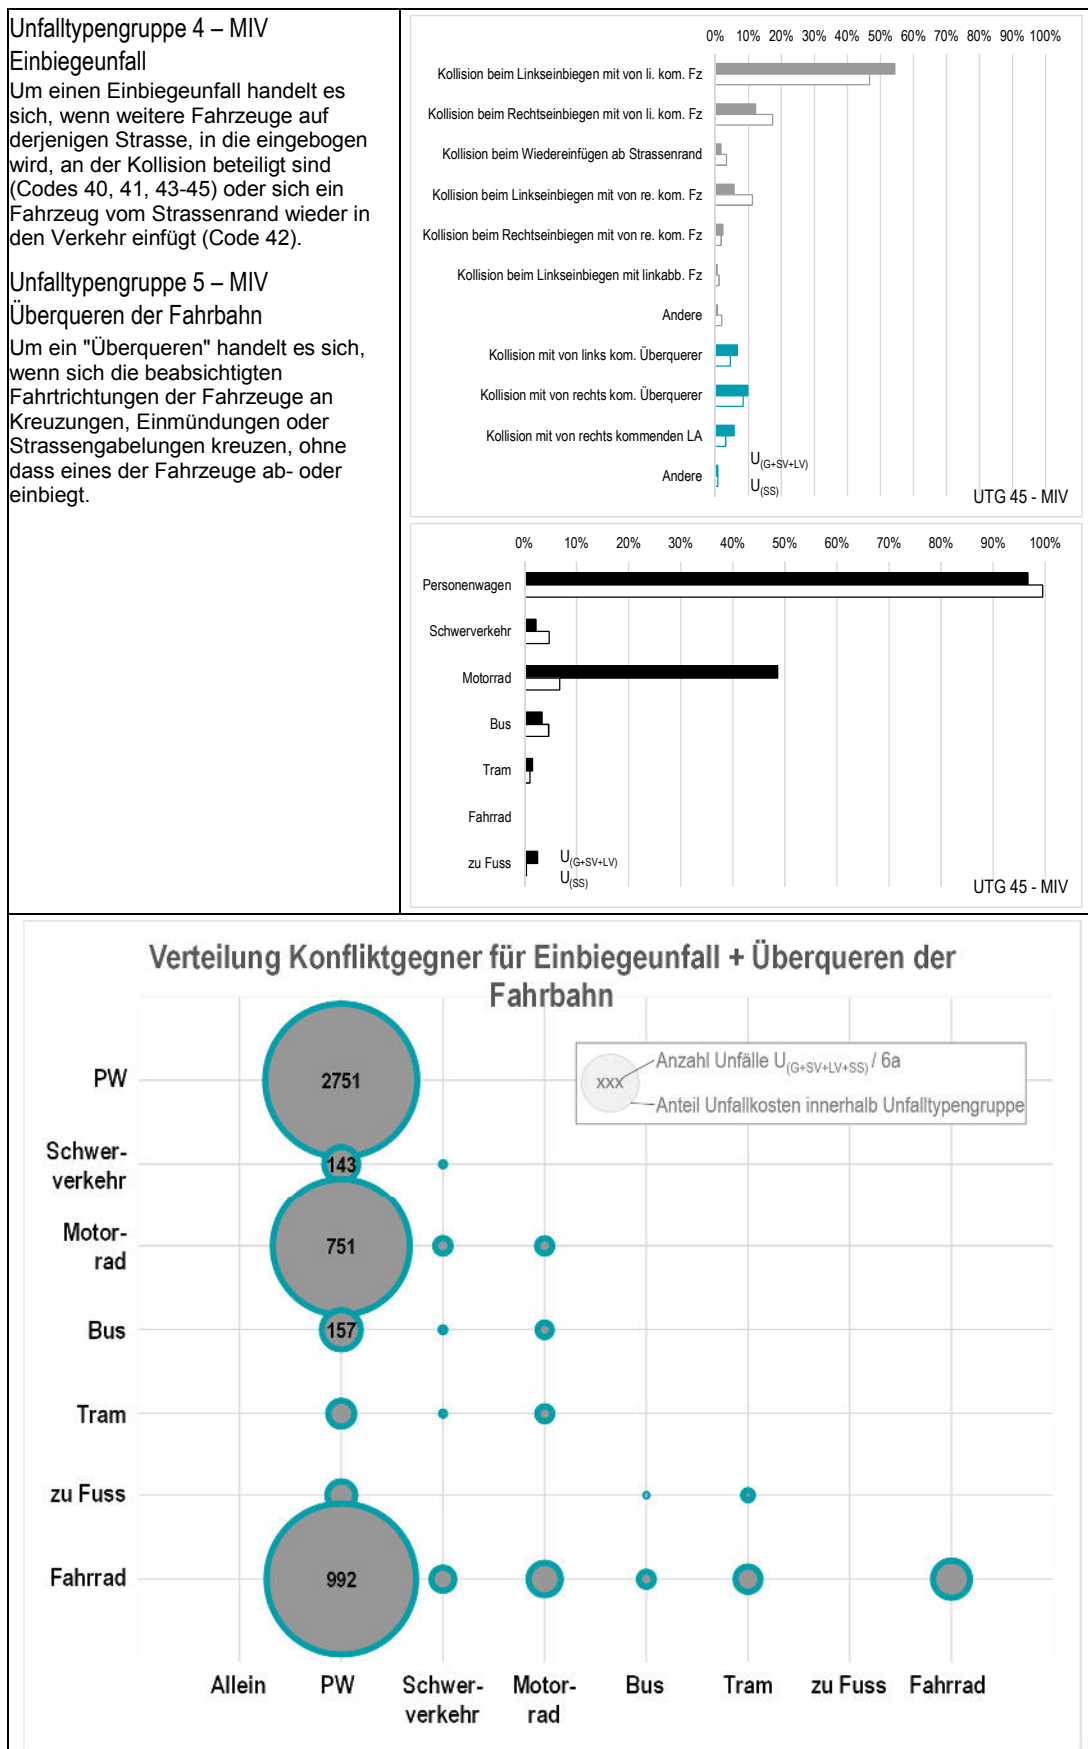 Unfalltypengruppe 4 – MIV
Einbiegeunfall
Um einen Einbiegeunfall handelt es
sich, wenn weitere Fahrzeuge auf
derjenigen Strasse, in die eingebogen
wird, an der Kollision beteiligt sind
(Codes 40, 41, 43-45) oder sich ein
Fahrzeug vom Strassenrand wieder in
den Verkehr einfügt (Code 42).
Unfalltypengruppe 5 – MIV
Überqueren der Fahrbahn
Um ein "Überqueren" handelt es sich,
wenn sich die beabsichtigten
Fahrtrichtungen der Fahrzeuge an
Kreuzungen, Einmündungen oder
Strassengabelungen kreuzen, ohne
dass eines der Fahrzeuge ab- oder
einbiegt.
0% 10% 20% 30% 40% 50% 60% 70% 80% 90% 100%
Kollision beim Linkseinbiegen mit von li. kom. Fz
Kollision beim Rechtseinbiegen mit von li. kom. Fz
Kollision beim Wiedereinfügen ab Strassenrand
Kollision beim Linkseinbiegen mit von re. kom. Fz
Kollision beim Rechtseinbiegen mit von re. kom. Fz
Kollision beim Linkseinbiegen mit linkabb. Fz
Andere
Kollision mit von links kom. Überquerer
Kollision mit von rechts kom. Überquerer
Kollision mit von rechts kommenden LA
Andere
U(G+SV+LV)
U(SS)
UTG 45 - MIV
0% 10% 20% 30% 40% 50% 60% 70% 80% 90% 100%
Personenwagen
Schwerverkehr
Motorrad
Bus
Tram
Fahrrad
zu Fuss
U(G+SV+LV)
U(SS)
UTG 45 - MIV
Verteilung Konfliktgegner für Einbiegeunfall + Überqueren der
Fahrbahn
xxx
Anzahl Unfälle U(G+SV+LV+SS) / 6a
Anteil Unfallkosten innerhalb Unfalltypengruppe
PW
2751
Schwer-
verkehr
143
Motor-
rad
751
Bus
157
Tram
zu Fuss
Fahrrad
992
Allein PW Schwer- Motor- Bus Tram zu Fuss Fahrrad
verkehr rad